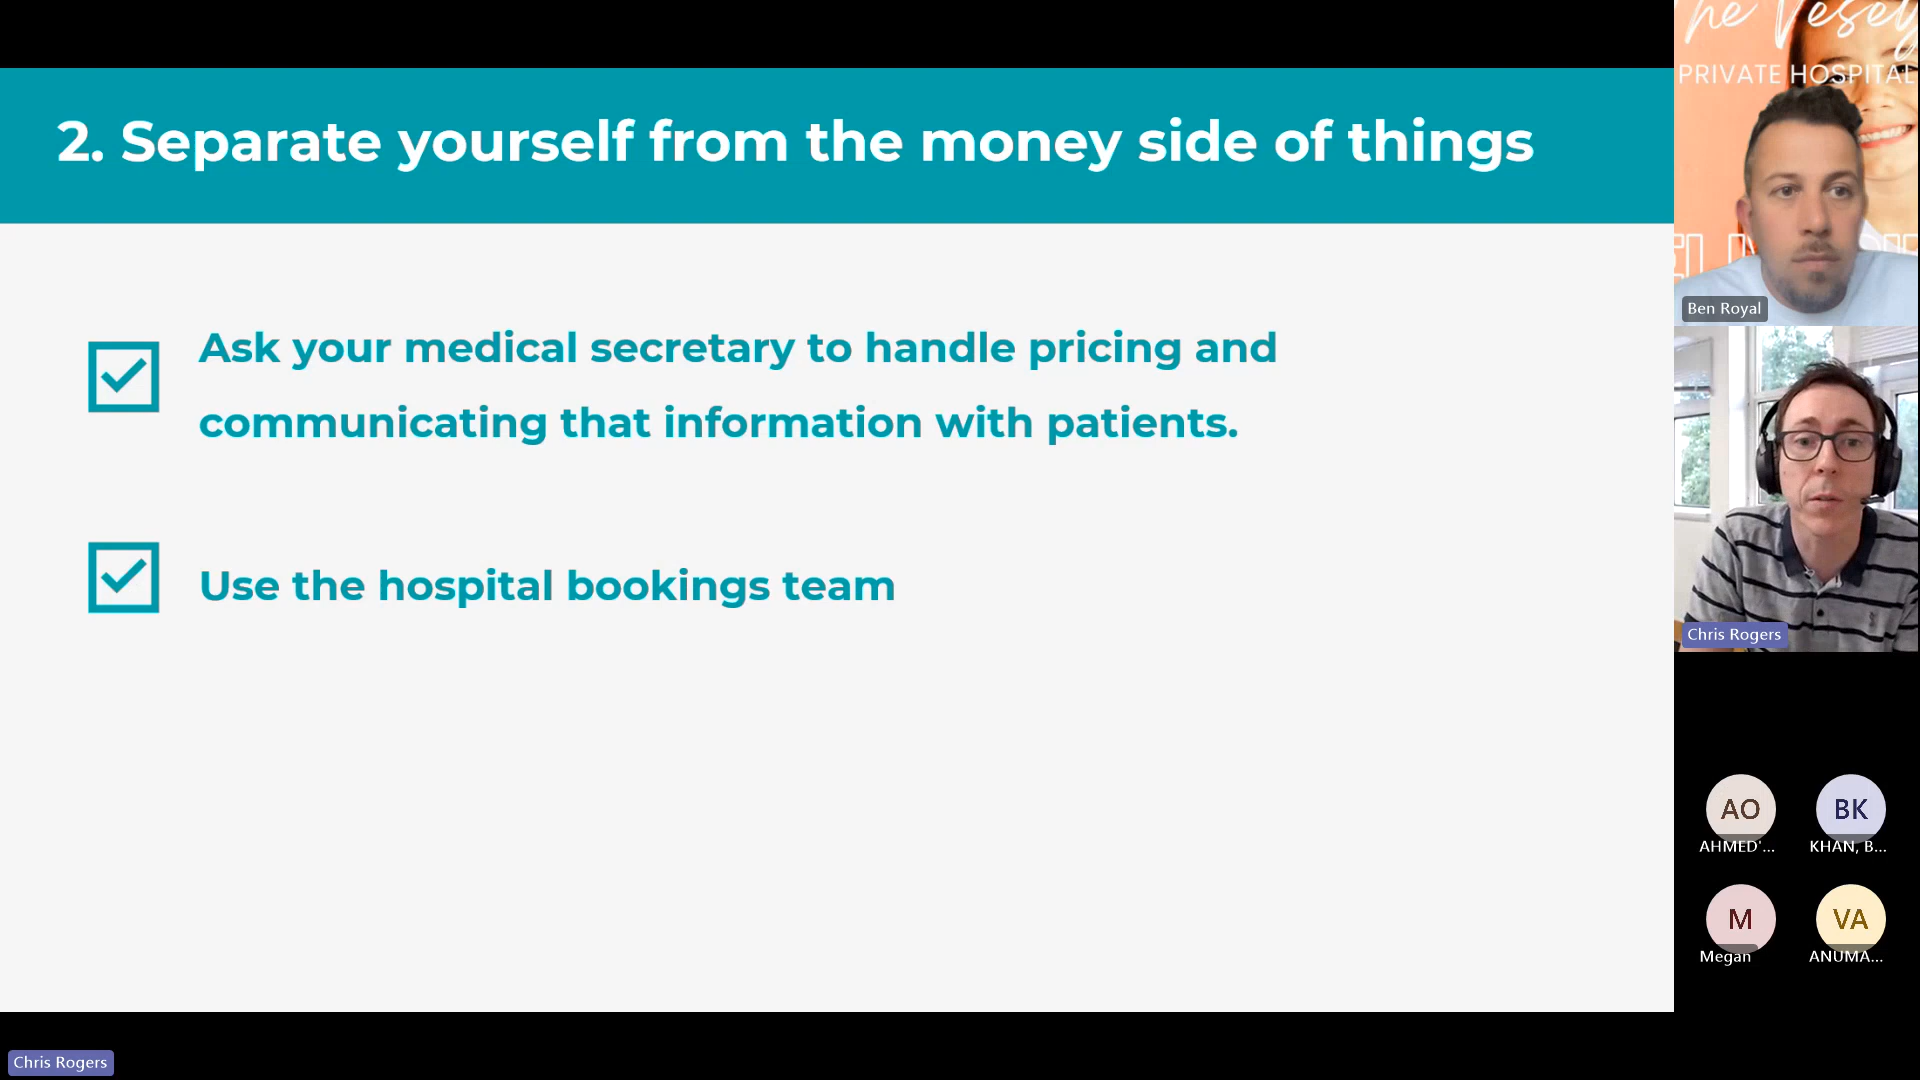 2. Separate yourself from the money side of things
Ask your medical secretary to handle pricing and
communicating that information with patients.
Use the hospital bookings team
PRIVATE HOSPITAL
Ben Royal
Chris Rogers
AO
AHMED'...
BK
KHAN, B...
M
Megan
VA
ANUMA...
Chris Rogers